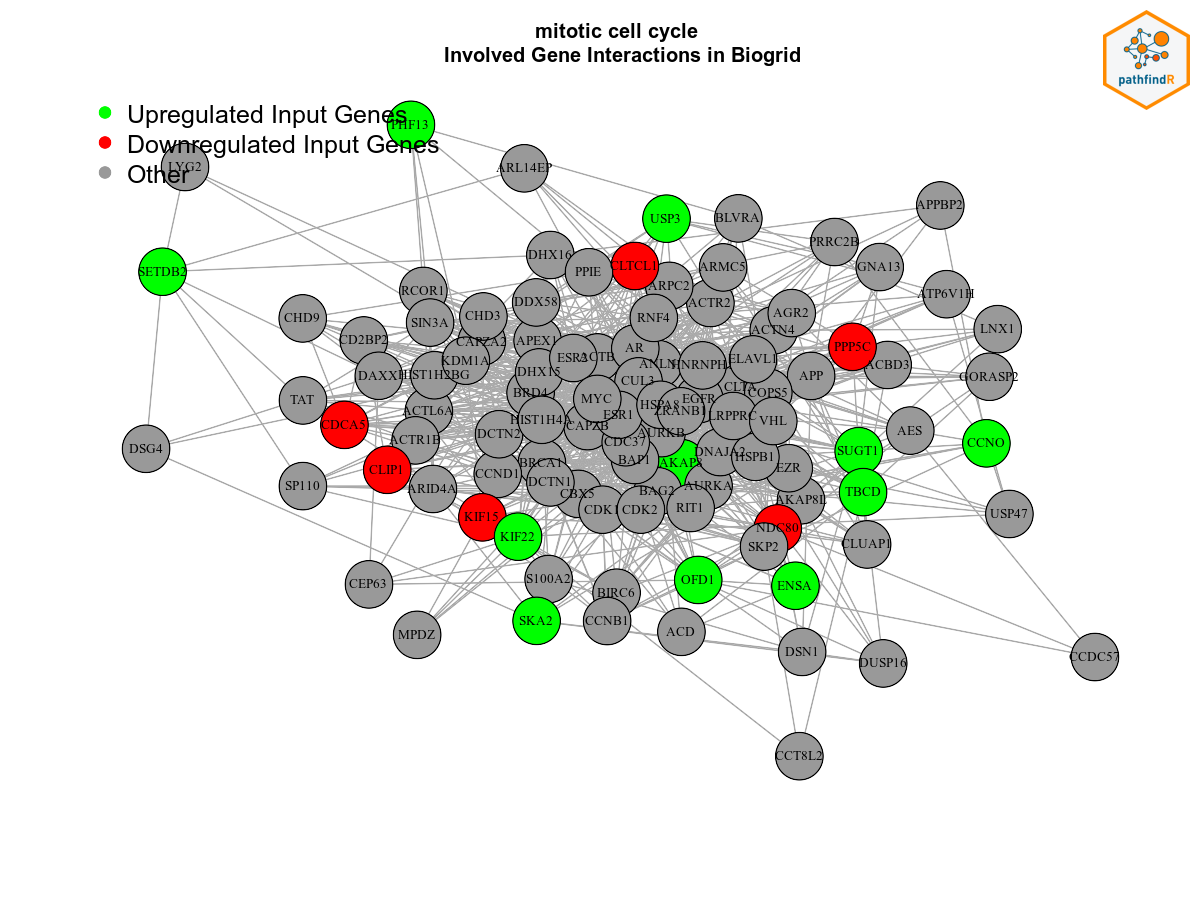 mitotic cell cycle
Involved Gene Interactions in Biogrid
pathfindR
Upregulated Input Genes
Downregulated Input Genes
Other
PHF13
LYG2
ARL14EP
APPBP2
USP3
BLVRA
PRRC2B
SETDB2
DHX16
PPIE
CLTCL1
ARMC5
GNA13
RCOR1
ARPC2
ATP6V1H
DDX58
ACTR2
CHD9
SIN3A
CHD3
RNF4
AGR2
LNX1
CD2BP2
CAPZA2
APEX1
ACTN4
PPP5C
KDM1A
ESR2
ACTB
AR
ANLN
HNRNPH1
ELAVL1
ACBD3
DAXX
HIST1H2BG
DHX15
CUL3
APP
GORASP2
TAT
BRD4
MYC
HSPA8
EGFR
CLTA
COPS5
ACTL6A
HIST1H4A
ESR1
ZRANB1
LRPPRC
VHL
CDCA5
CAPZB
AES
DSG4
ACTR1B
DCTN2
CDC37
AURKB
SUGT1
CCNO
CLIP1
CCND1
BRCA1
BAP1
AKAP8
DNAJA2
HSPB1
EZR
SP110
ARID4A
DCTN1
CBX5
BAG2
AURKA
TBCD
KIF15
CDK1
CDK2
RIT1
AKAP8L
USP47
KIF22
NDC80
SKP2
CLUAP1
CEP63
S100A2
BIRC6
OFD1
ENSA
MPDZ
SKA2
CCNB1
ACD
DSN1
DUSP16
CCDC57
CCT8L2